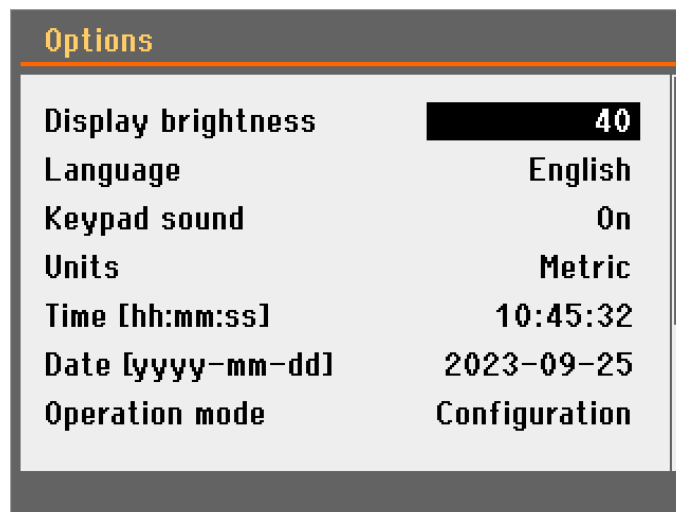 Options
Display brightness 40
Language English
Keypad sound On
Units Metric
Time [hh:mm:ss] 10:45:32
Date [yyyy-mm-dd] 2023-09-25
Operation mode Configuration